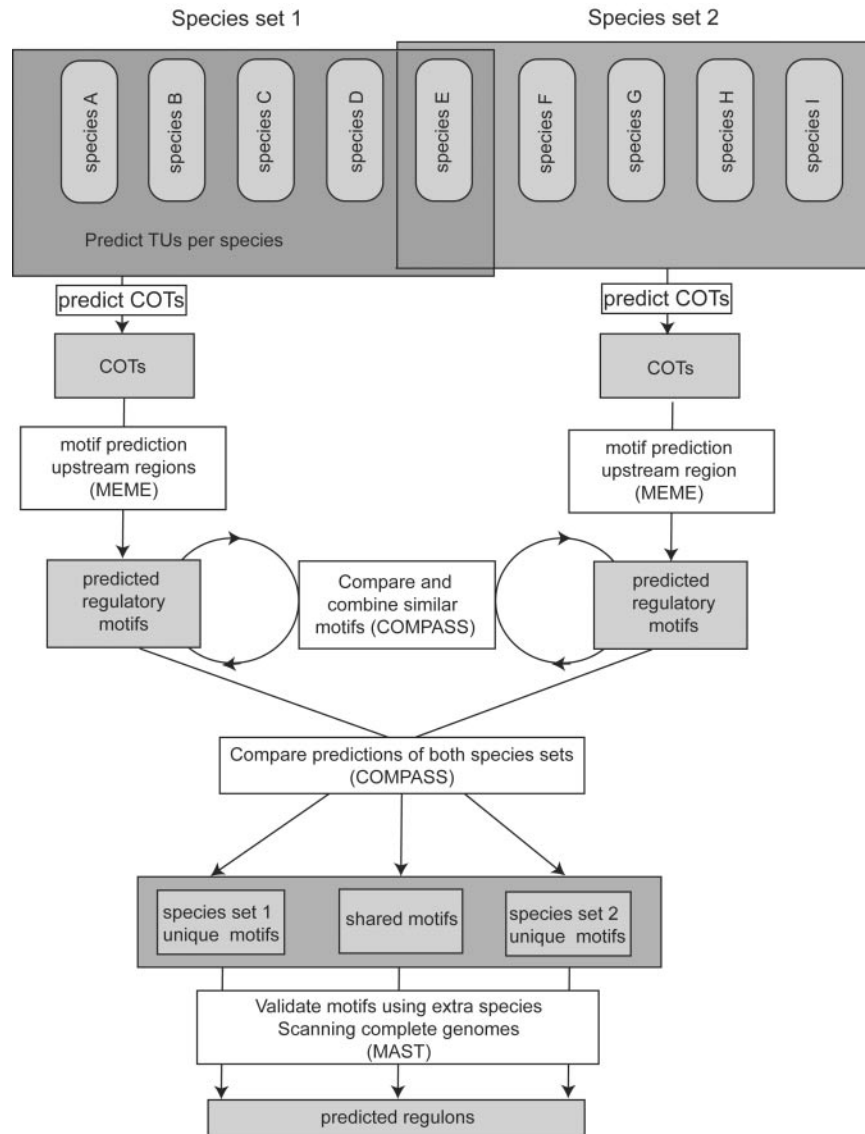 Species set 1
Species set 2
species A
species B
species C
species D
species E
species F
species G
species H
species I
Predict TUs per species
predict COTs
predict COTs
COTs
COTs
motif prediction
upstream regions
(MEME)
motif prediction
upstream region
(MEME)
predicted
regulatory
motifs
Compare and
combine similar
motifs (COMPASS)
predicted
regulatory
motifs
Compare predictions of both species sets
(COMPASS)
species set 1
unique motifs
shared motifs
species set 2
unique motifs
Validate motifs using extra species
Scanning complete genomes
(MAST)
predicted regulons